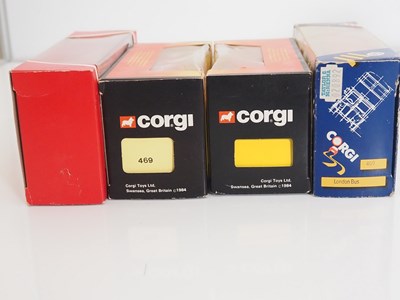 corgi
469
Corgi Toys Ltd.
Swansea, Great Britain ©1984
corgi
Corgi Toys Ltd.
Swansea, Great Britain ©1984
CORGI
London Bus